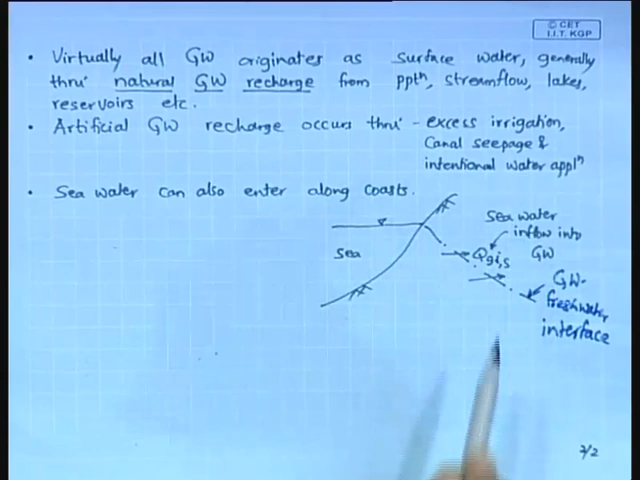 © CET
I.I.T. KGP
• Virtually all GW originates as surface water, generally
thru' natural GW recharge from pptn, streamflow, lakes,
reservoirs etc.
• Artificial GW recharge occurs thru' - excess irrigation,
Canal seepage &
intentional water appln
• Sea water can also enter along coasts.
Sea water
inflow into
GW
Sea
Qgi,s
GW-
freshwater
interface
7/2